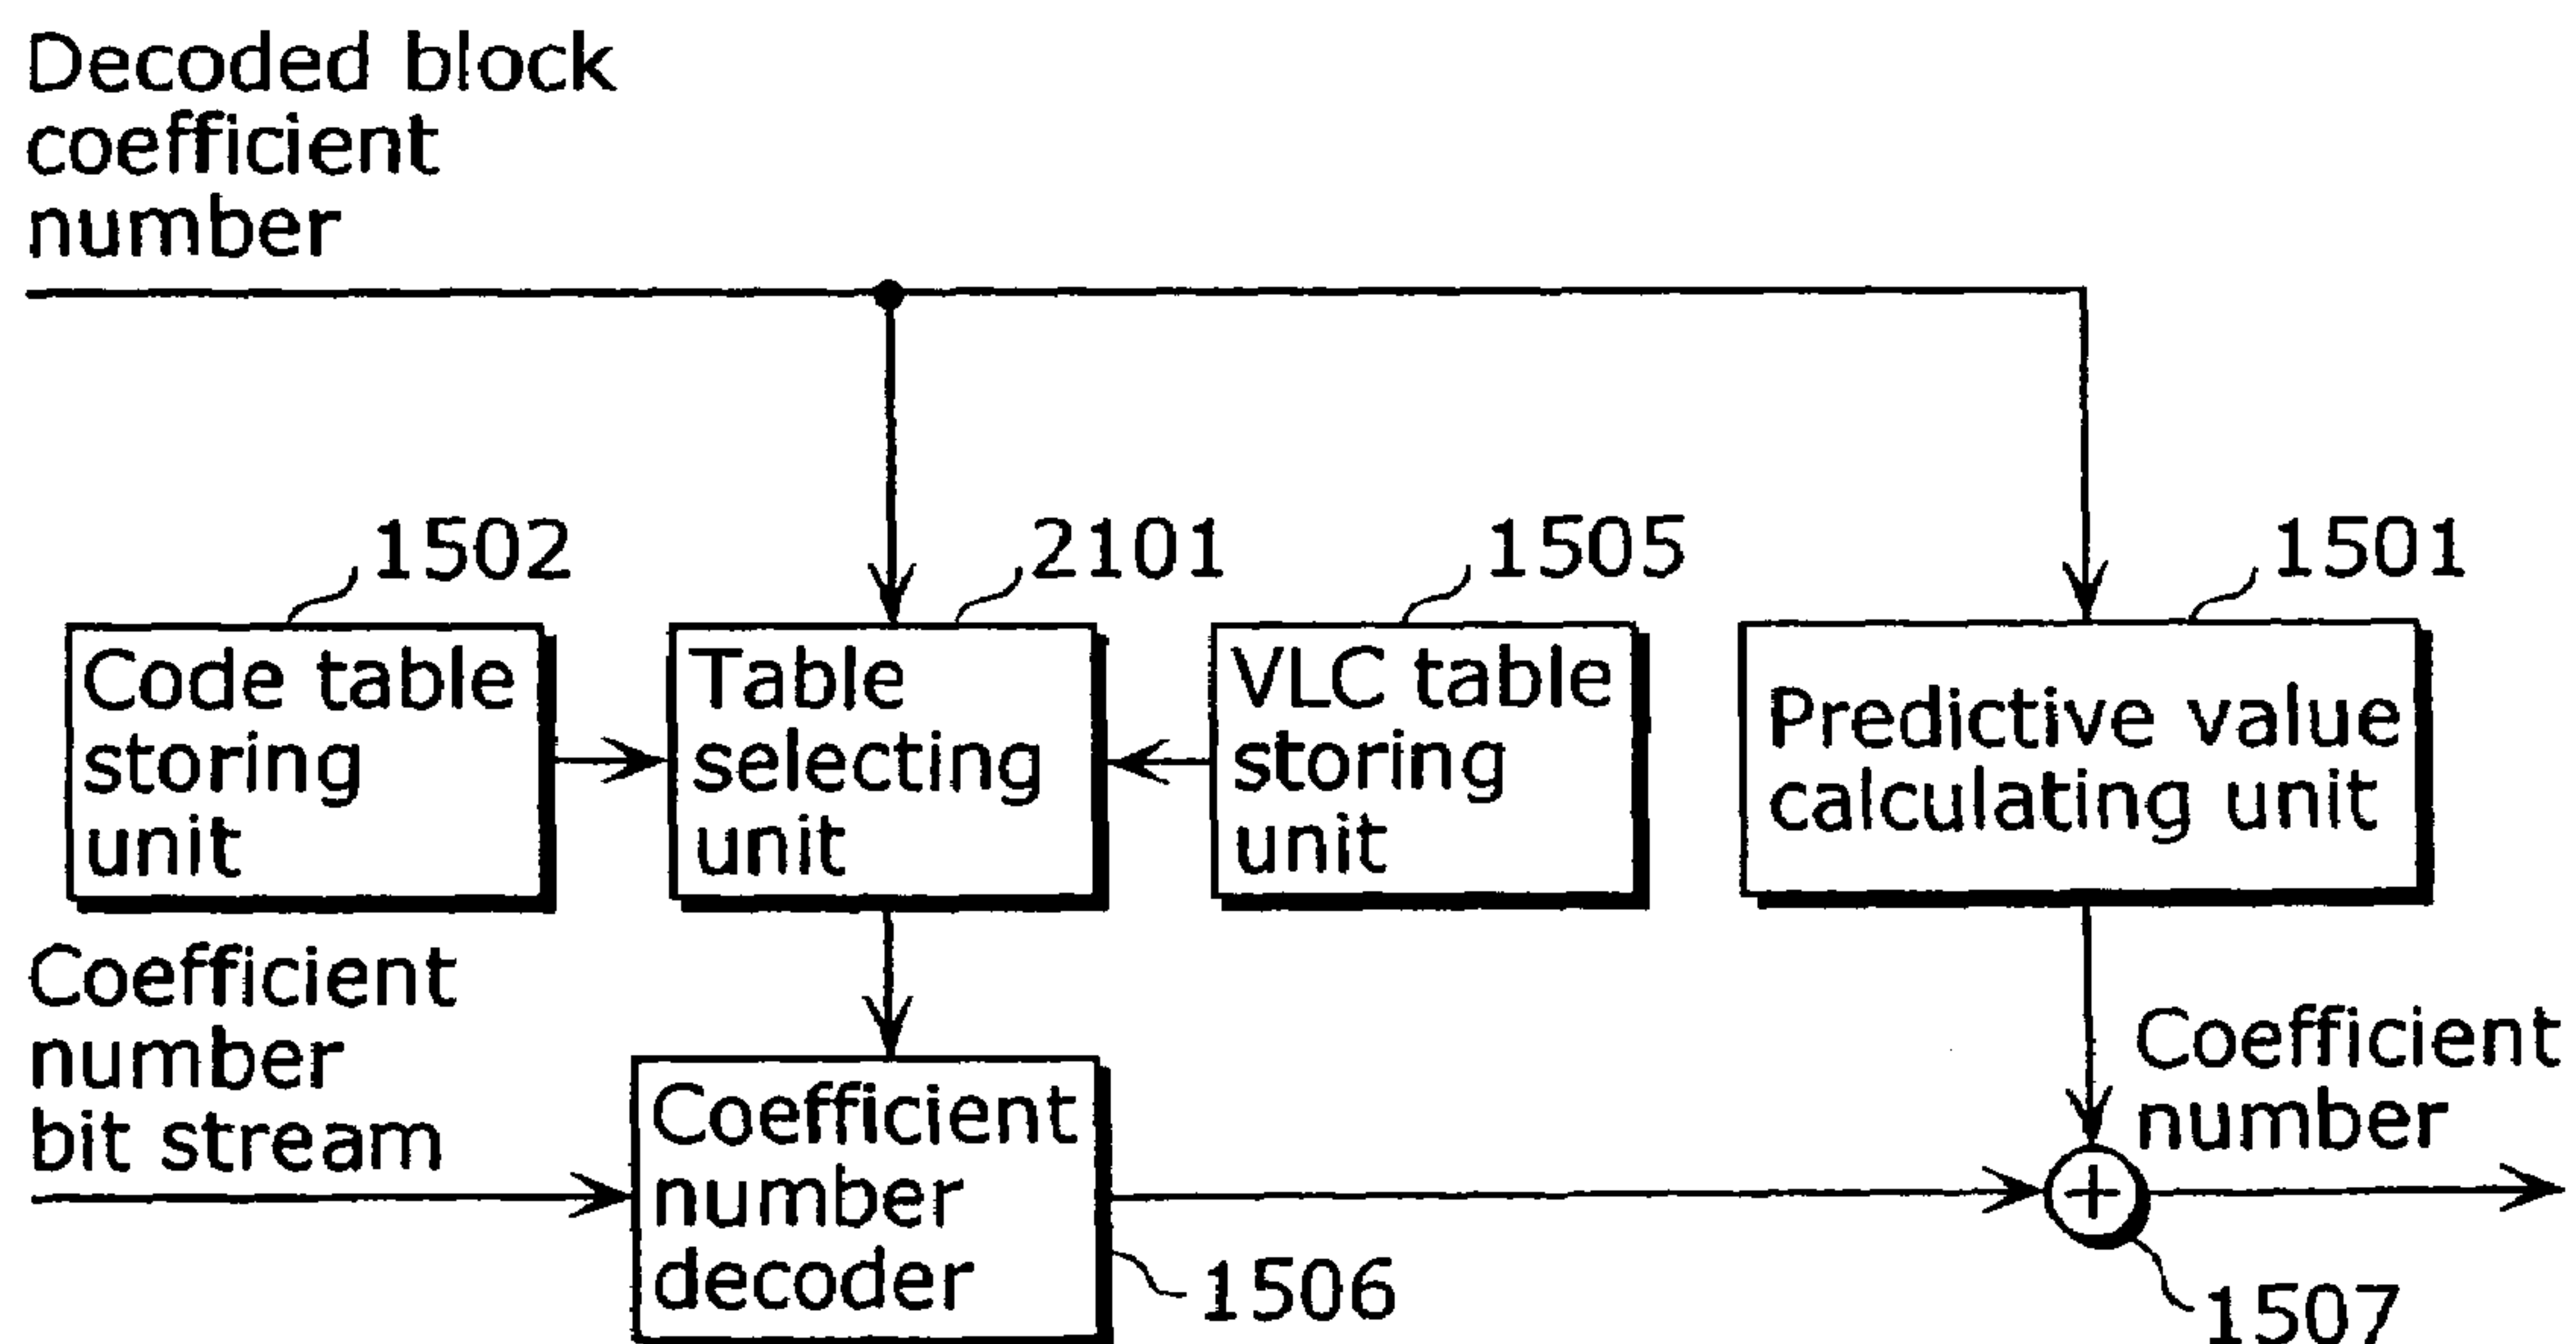 Decoded block
coefficient
number
1502
2101
1505
1501
Code table
storing
unit
Table
selecting
unit
VLC table
storing
unit
Predictive value
calculating unit
Coefficient
number
bit stream
Coefficient
number
decoder
Coefficient
number
+
1506
1507